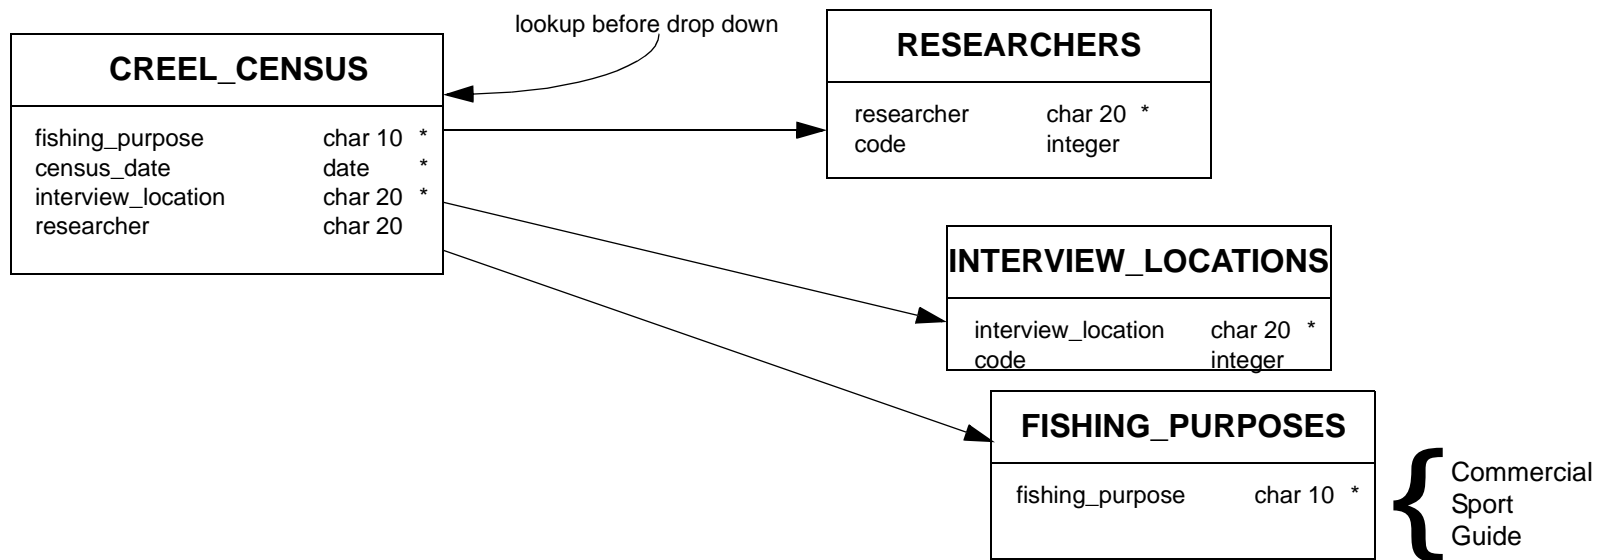 lookup before drop down
CREEL_CENSUS
fishing_purpose char 10 *
census_date date *
interview_location char 20 *
researcher char 20
RESEARCHERS
researcher char 20 *
code integer
INTERVIEW_LOCATIONS
interview_location char 20 *
code integer
FISHING_PURPOSES
fishing_purpose char 10 *
{
Commercial
Sport
Guide